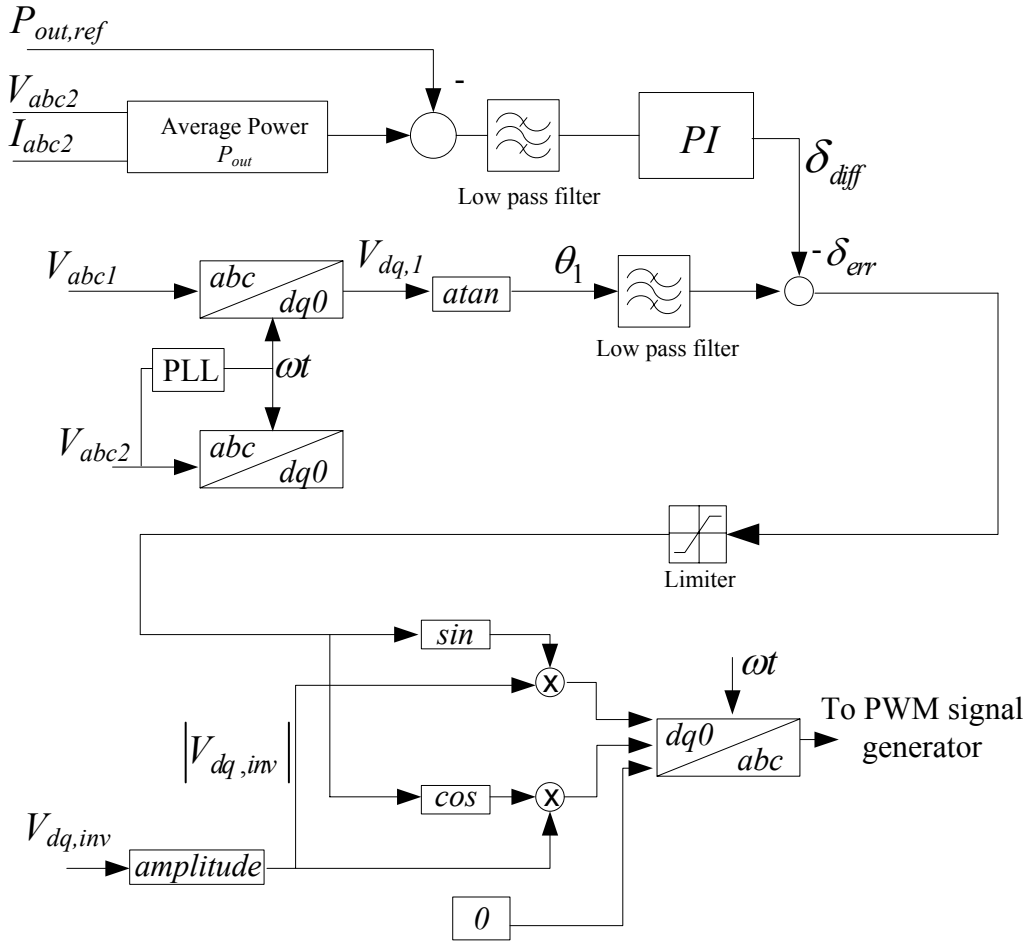 P_out,ref
-
V_abc2
I_abc2
Average Power
P_out
PI
Low pass filter
δ_diff
V_abc1
abc
dq0
V_dq,1
atan
θ_1
-
δ_err
Low pass filter
PLL
ωt
V_abc2
abc
dq0
Limiter
sin
X
ωt
|V_dq,inv|
dq0
abc
To PWM signal
generator
cos
X
V_dq,inv
amplitude
0